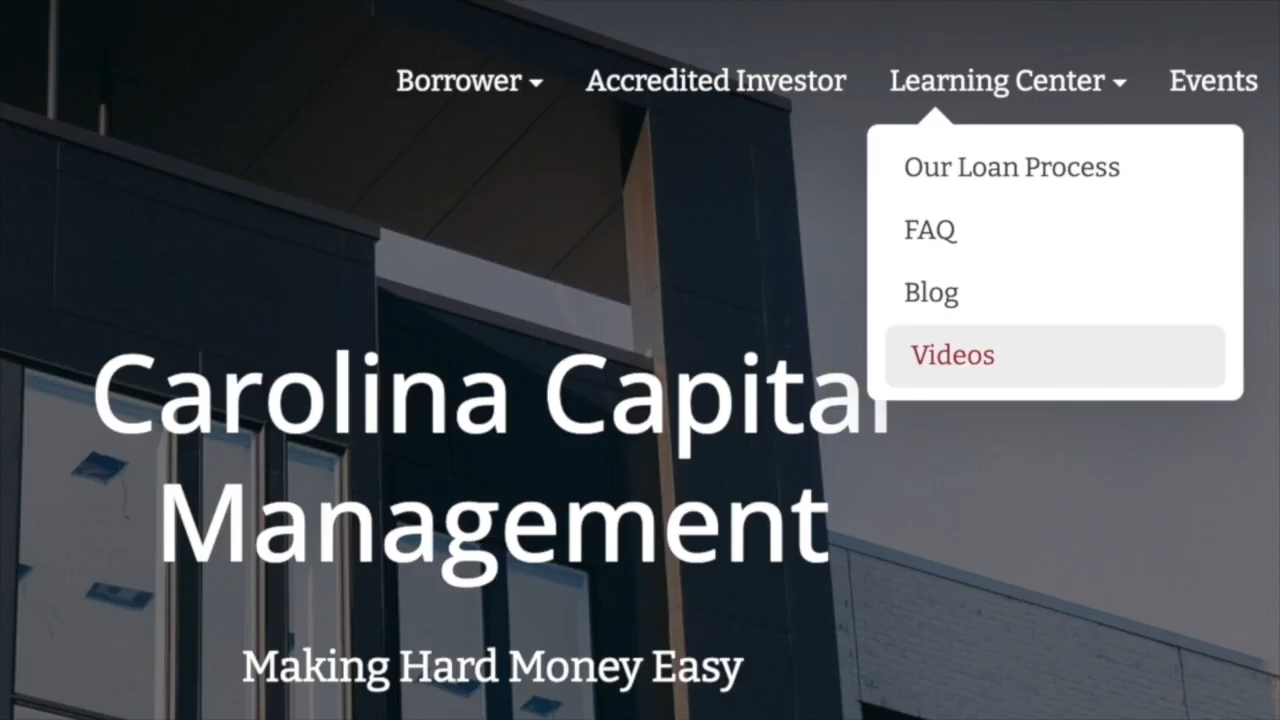 Borrower
Accredited Investor
Learning Center
Events
Our Loan Process
FAQ
Blog
Videos
Carolina Capital
Management
Making Hard Money Easy